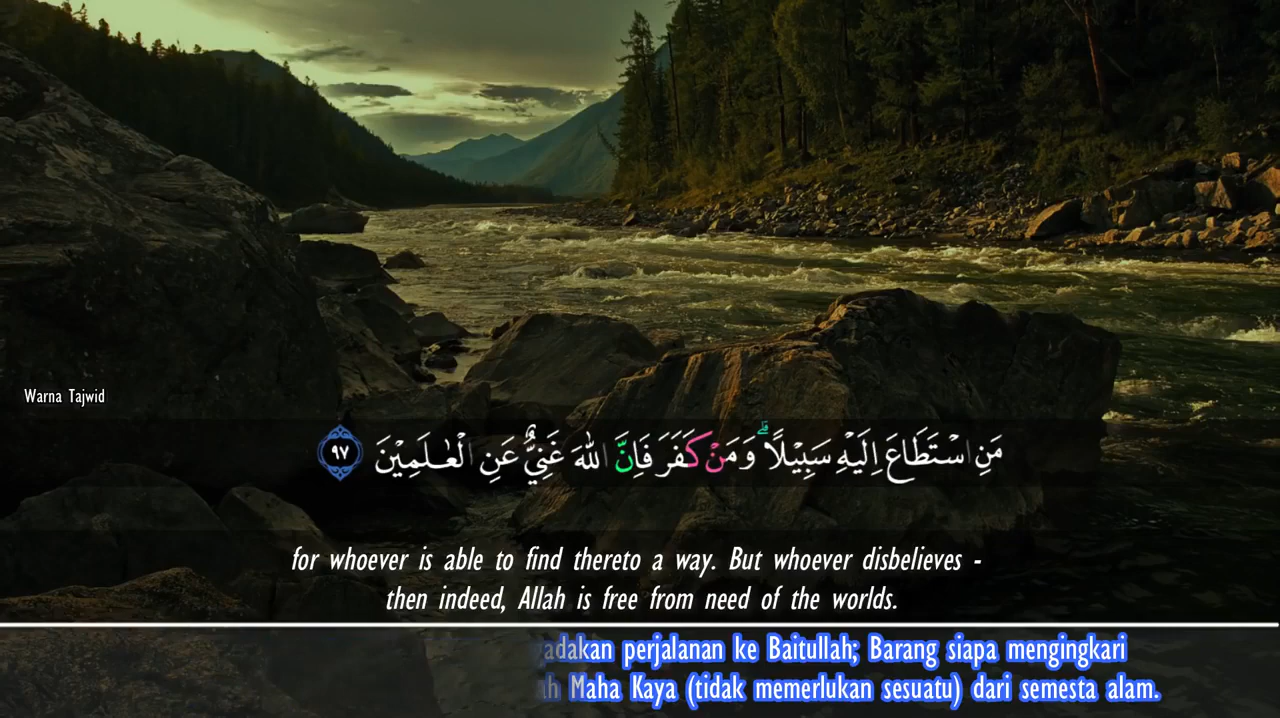 Warna Tajwid
مَنِ اسْتَطَاعَ اِلَيْهِ سَبِيْلًا ۗ وَمَنْ كَفَرَ فَاِنَّ اللّٰهَ غَنِيٌّ عَنِ الْعٰلَمِيْنَ ٩٧
for whoever is able to find thereto a way. But whoever disbelieves -
then indeed, Allah is free from need of the worlds.
perjalanan ke Baitullah; Barang siapa mengingkari
Maha Kaya (tidak memerlukan sesuatu) dari semesta alam.